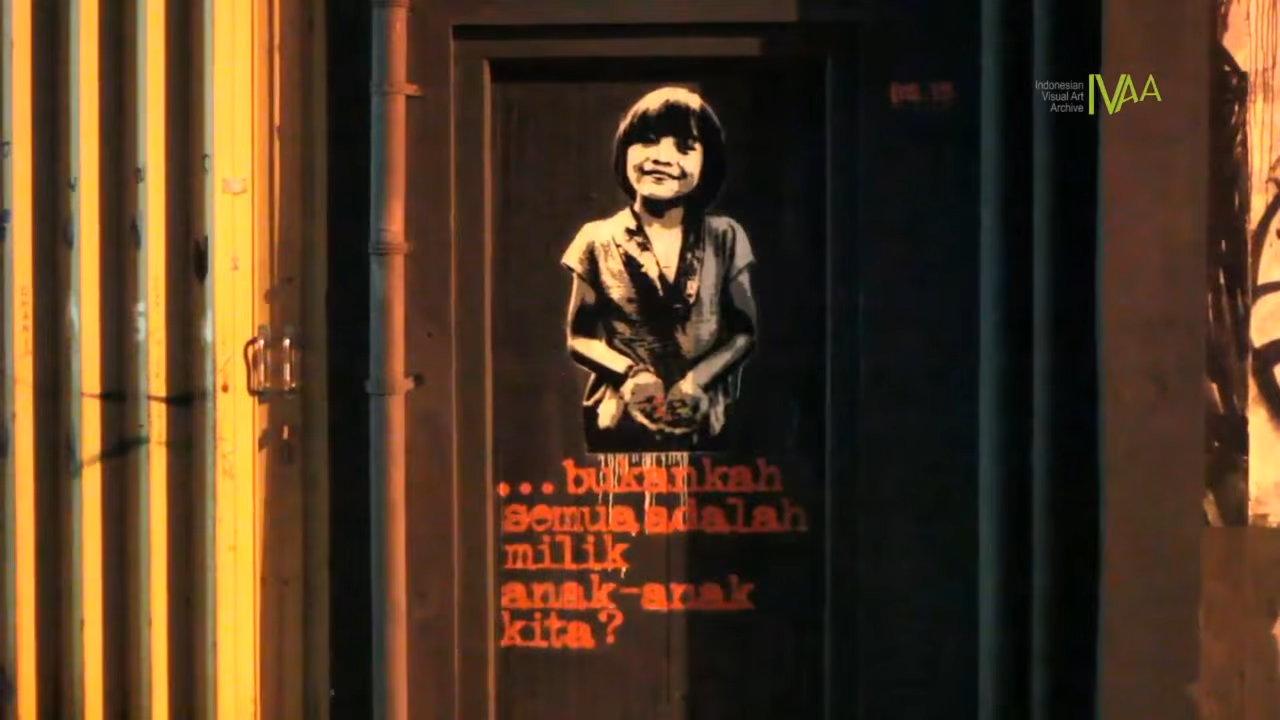 Indonesian
Visual Art
Archive
IVAA
...bukankah
semua adalah
milik
anak-anak
kita?